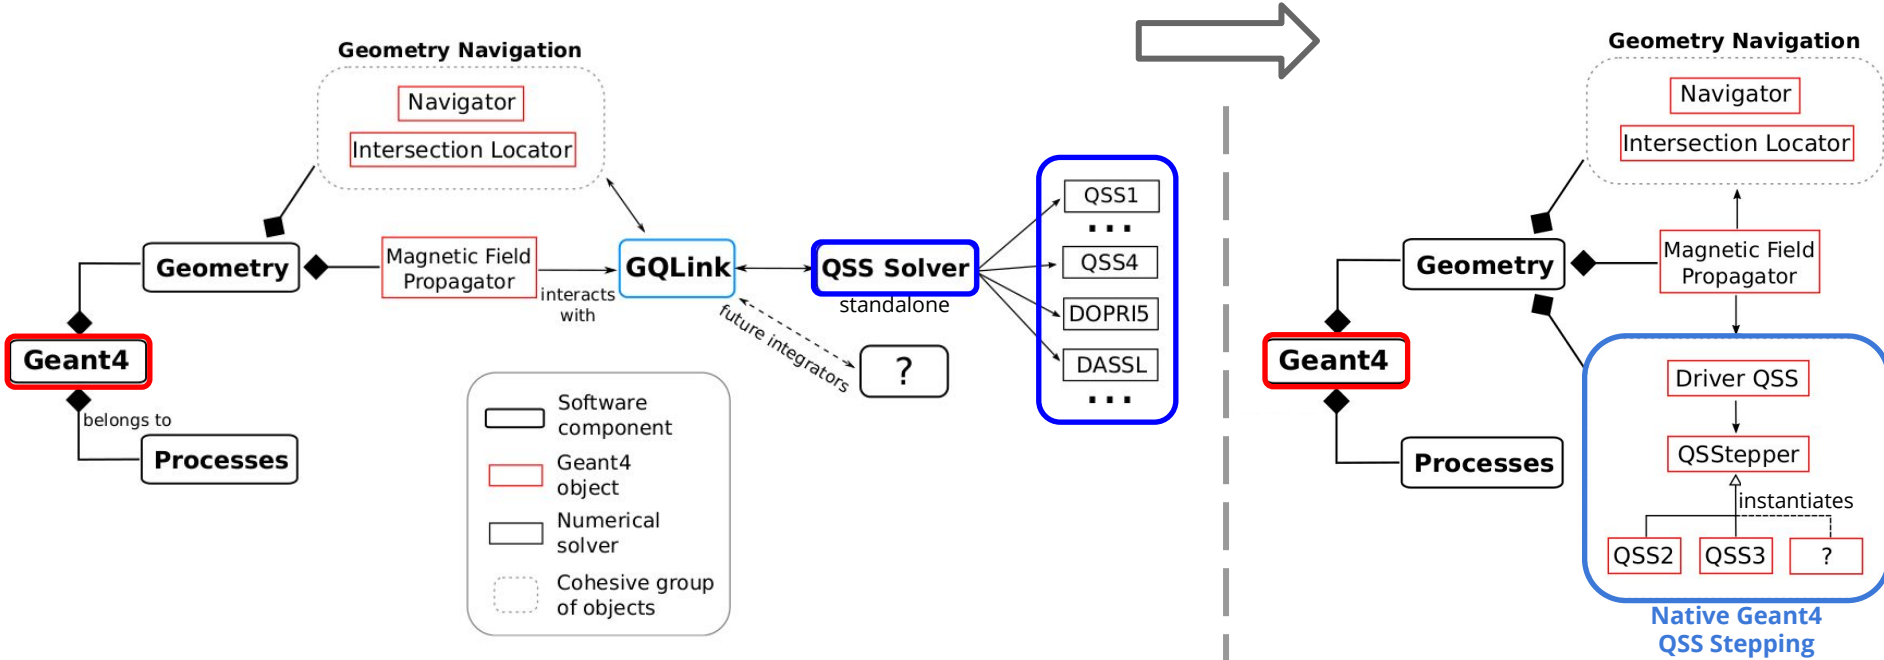 Geometry Navigation
Navigator
Intersection Locator
Geometry
Magnetic Field
Propagator
interacts
with
GQLink
QSS Solver
standalone
future integrators
?
QSS1
...
QSS4
DOPRI5
DASSL
...
Geant4
belongs to
Processes
Software
component
Geant4
object
Numerical
solver
Cohesive group
of objects
Geometry Navigation
Navigator
Intersection Locator
Geometry
Magnetic Field
Propagator
Geant4
Processes
Driver QSS
QSStepper
instantiates
QSS2
QSS3
?
Native Geant4
QSS Stepping